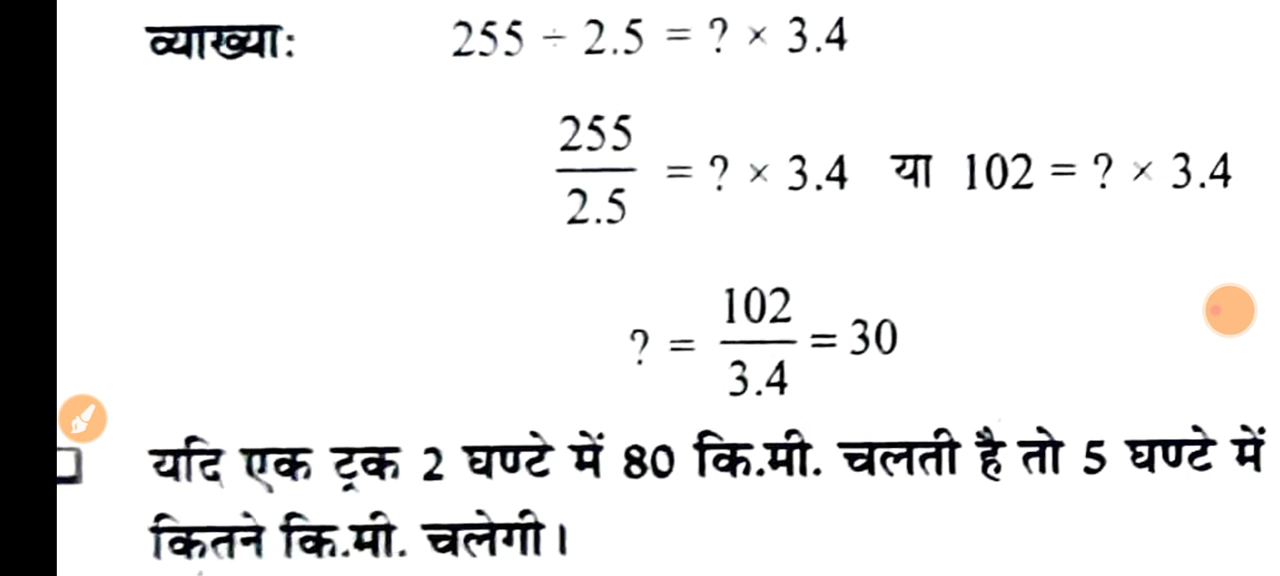 व्याख्याः 255 ÷ 2.5 = ? × 3.4
255/2.5 = ? × 3.4 या 102 = ? × 3.4
? = 102/3.4 = 30
यदि एक ट्रक 2 घण्टे में 80 कि.मी. चलती है तो 5 घण्टे में
कितने कि.मी. चलेगी।